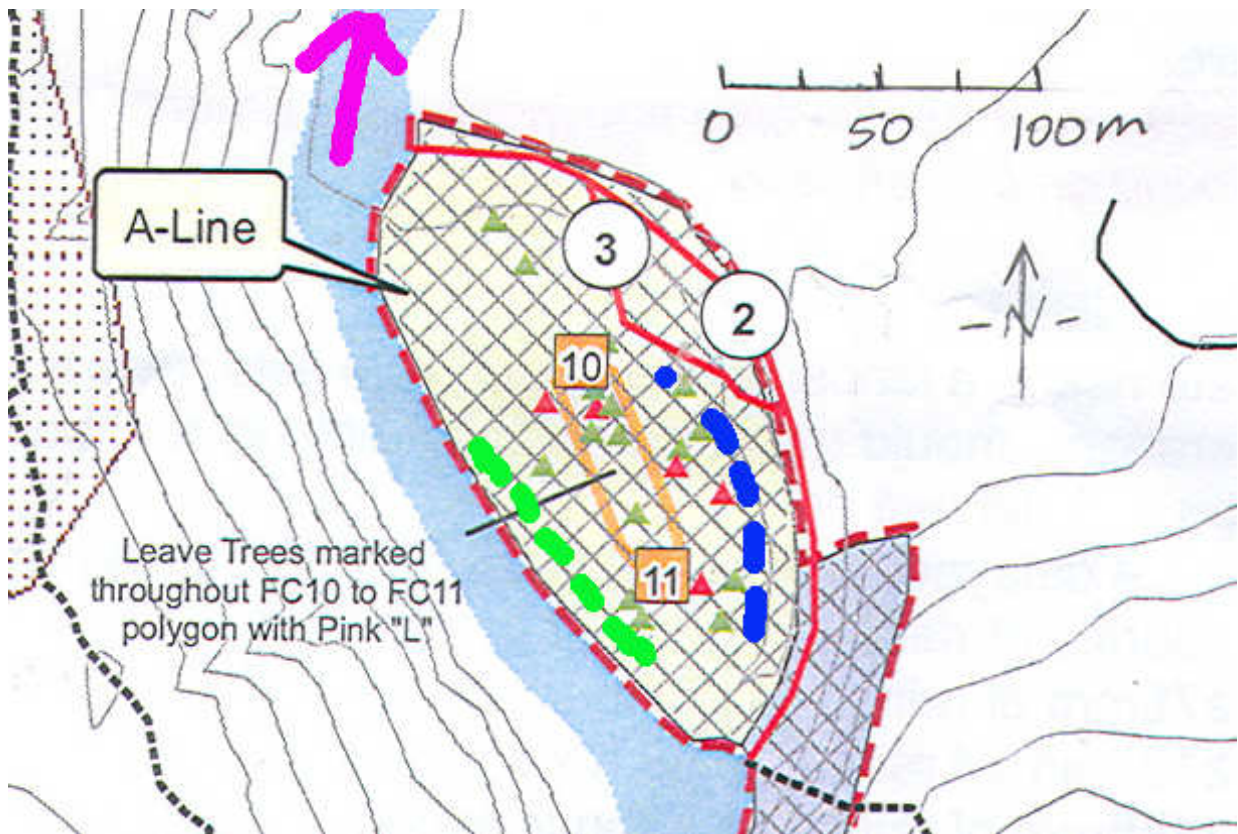 0 50 100m
A-Line
3
2
N
10
11
Leave Trees marked
throughout FC10 to FC11
polygon with Pink "L"